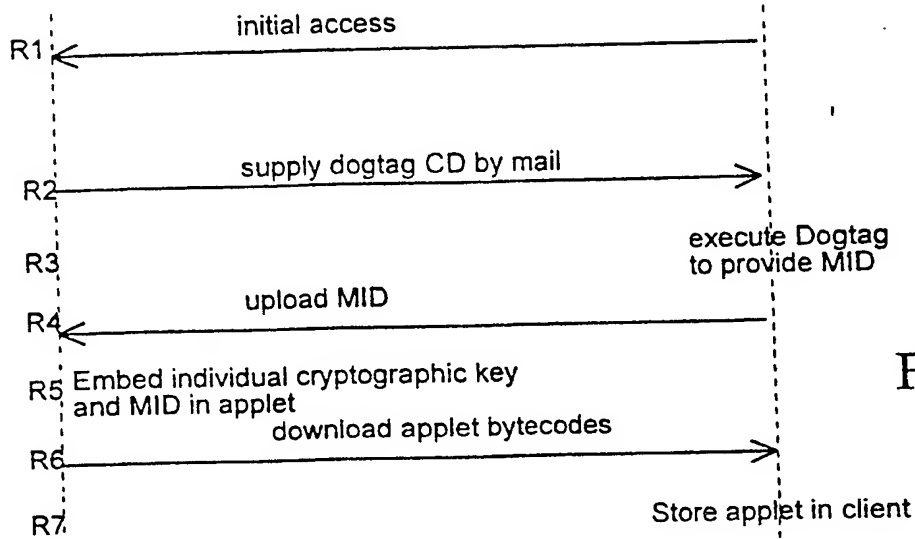 initial access
R1
supply dogtag CD by mail
R2
execute Dogtag
to provide MID
R3
upload MID
R4
R5 Embed individual cryptographic key
and MID in applet
F
download applet bytecodes
R6
Store applet in client
R7